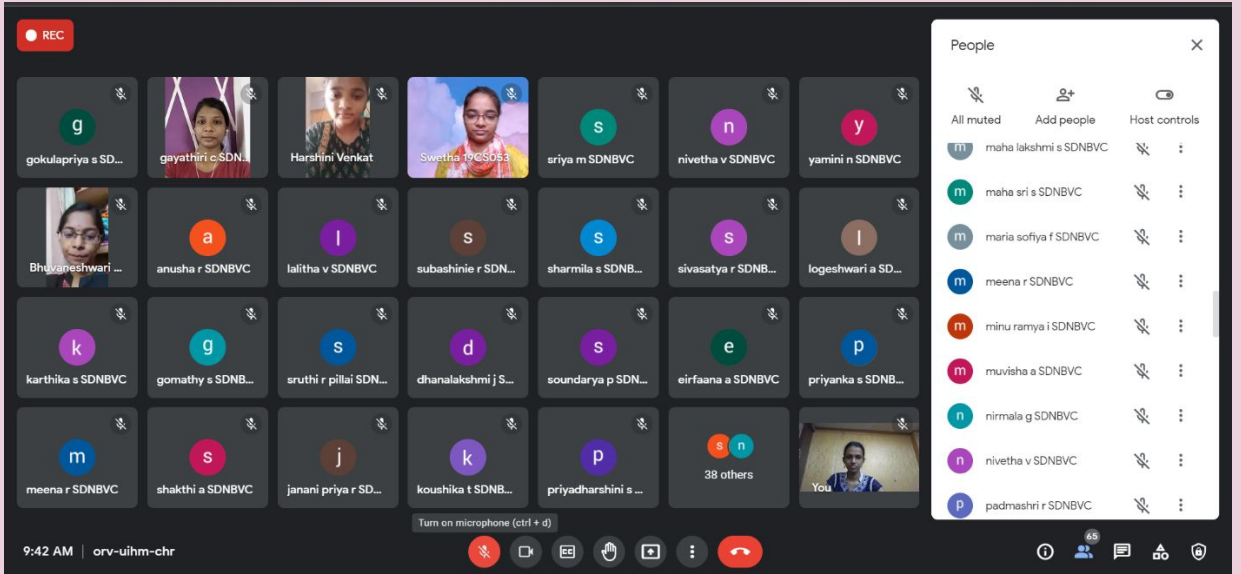 REC
People
All muted
Add people
Host controls
gokulapriya s SD...
gayathiri c SDN...
Harshini Venkat
Swetha 19CS053
sriya m SDNBVC
nivetha v SDNBVC
yamini n SDNBVC
g
s
n
y
Bhuvaneshwari ...
anusha r SDNBVC
lalitha v SDNBVC
subashinie r SDN...
sharmila s SDNB...
sivasatya r SDNB...
logeshwari a SD...
a
l
s
s
s
l
karthika s SDNBVC
gomathy s SDNB...
sruthi r pillai SDN...
dhanalakshmi j S...
soundarya p SDN...
eirfaana a SDNBVC
priyanka s SDNB...
k
g
s
d
s
e
p
meena r SDNBVC
shakthi a SDNBVC
janani priya r SD...
koushika t SDNB...
priyadharshini s ...
38 others
You
m
s
j
k
p
s n
m maha lakshmi s SDNBVC
m maha sri s SDNBVC
m maria sofiya f SDNBVC
m meena r SDNBVC
m minu ramya i SDNBVC
m muvisha a SDNBVC
n nirmala g SDNBVC
n nivetha v SDNBVC
p padmashri r SDNBVC
Turn on microphone (ctrl + d)
9:42 AM | orv-uihm-chr
CC
65